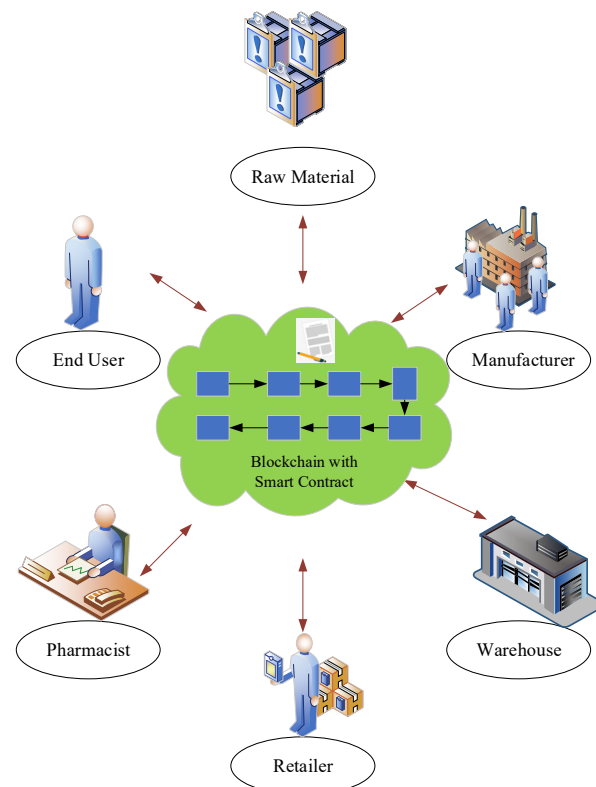 Raw Material
End User
Manufacturer
Blockchain with
Smart Contract
Pharmacist
Warehouse
Retailer